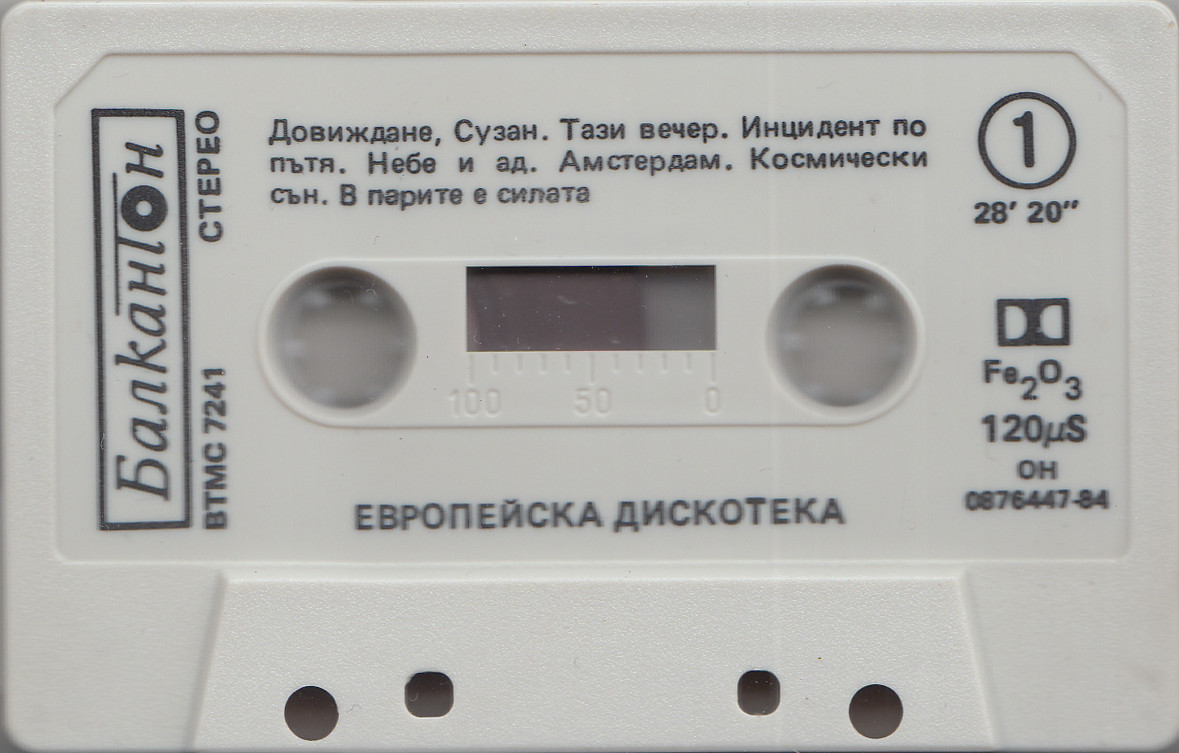 Довиждане, Сузан. Тази вечер. Инцидент по
пътя. Небе и ад. Амстердам. Космически
сън. В парите е силата
1
28′ 20″
Балкантон
СТЕРЕО
ВТМС 7241
100 50 0
Fe₂O₃
120µS
ОН
0876447-84
ЕВРОПЕЙСКА ДИСКОТЕКА